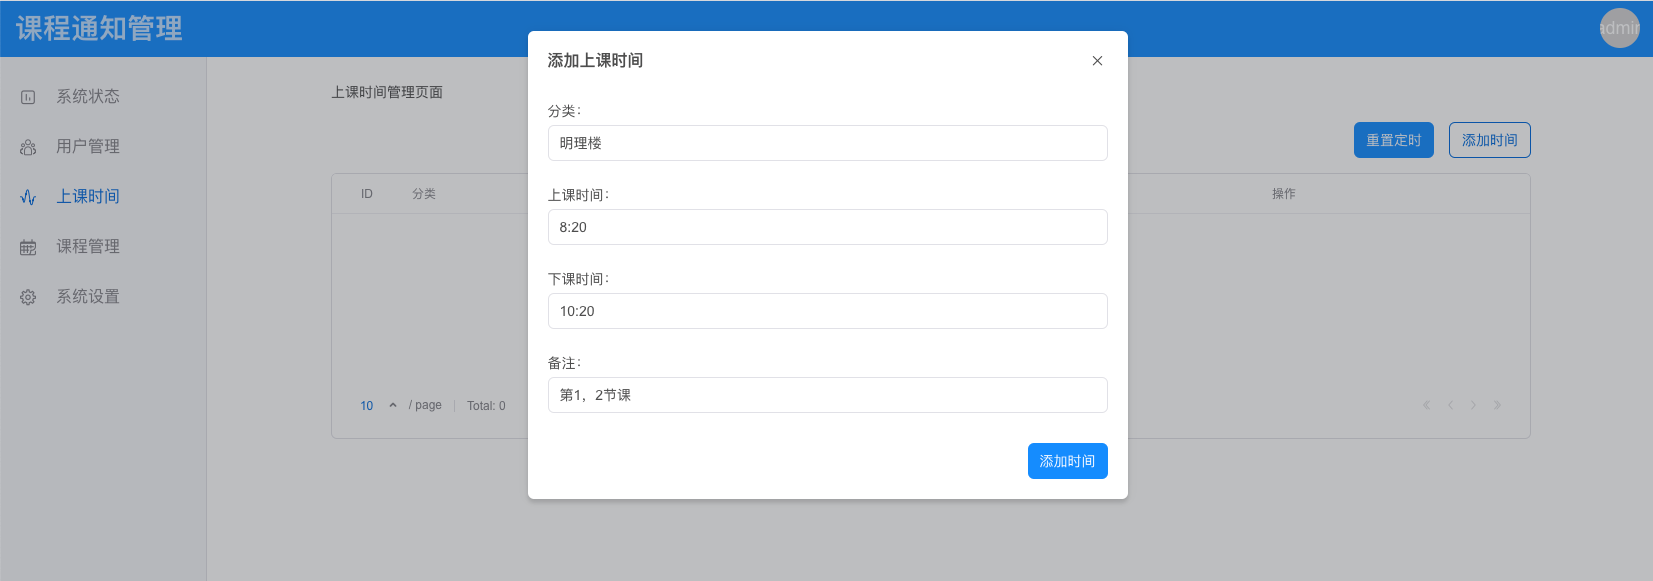 课程通知管理
admin
系统状态
用户管理
上课时间
课程管理
系统设置
上课时间管理页面
重置定时
添加时间
ID 分类 操作
10 / page Total: 0
添加上课时间
分类：
明理楼
上课时间：
8:20
下课时间：
10:20
备注：
第1，2节课
添加时间